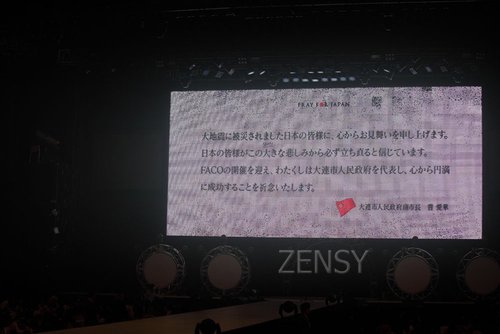 PRAY FOR JAPAN
大地震に被災されました日本の皆様に、心からお見舞いを申し上げます。
日本の皆様がこの大きな悲しみから必ず立ち直ると信じています。
FACOの開催を迎え、わたくしは大連市人民政府を代表し、心から円満
に成功することを祈念いたします。
大連市人民政府副市長 曲 愛華
ZENSY